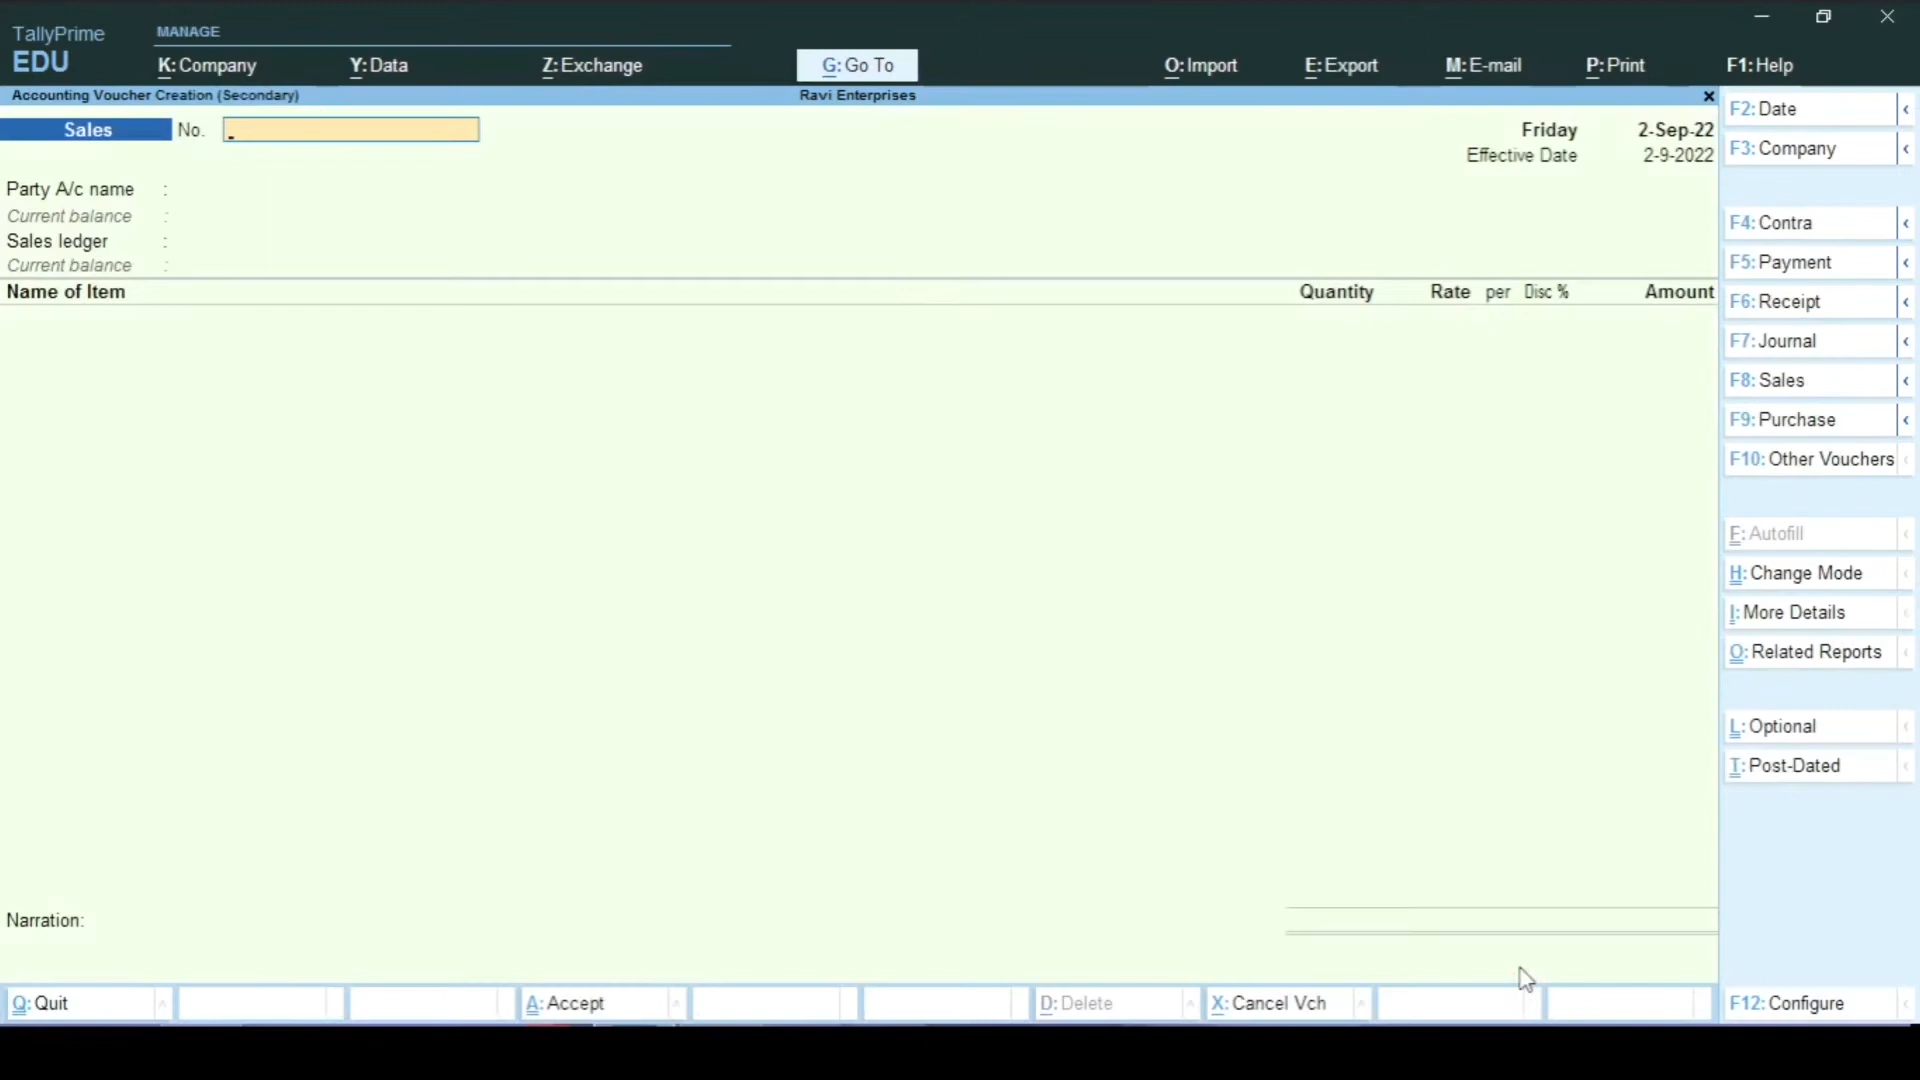 TallyPrime
EDU
MANAGE
K: Company Y: Data Z: Exchange G: Go To O: Import E: Export M: E-mail P: Print F1: Help
Accounting Voucher Creation (Secondary) Ravi Enterprises
Sales No. Friday 2-Sep-22
Effective Date 2-9-2022
Party A/c name :
Current balance :
Sales ledger :
Current balance :
Name of Item Quantity Rate per Disc % Amount
Narration:
F2: Date
F3: Company
F4: Contra
F5: Payment
F6: Receipt
F7: Journal
F8: Sales
F9: Purchase
F10: Other Vouchers
F: Autofill
H: Change Mode
I: More Details
O: Related Reports
L: Optional
T: Post-Dated
Q: Quit A: Accept D: Delete X: Cancel Vch F12: Configure